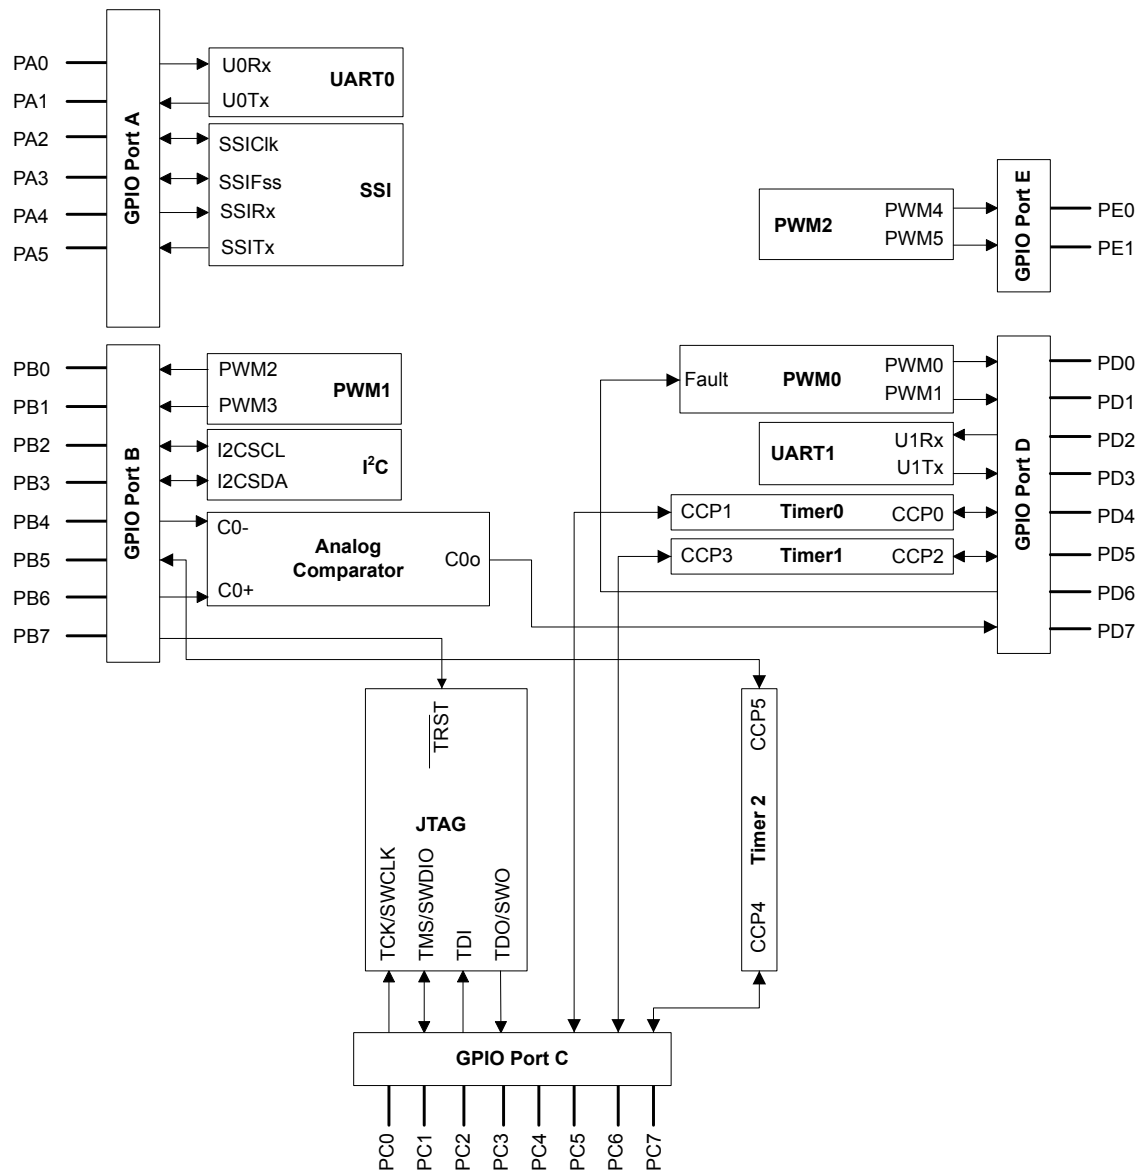 PA0
PA1
PA2
PA3
PA4
PA5
GPIO Port A
U0Rx
U0Tx
UART0
SSIClk
SSIFss
SSIRx
SSITx
SSI
PWM2
PWM4
PWM5
GPIO Port E
PE0
PE1
PB0
PB1
PB2
PB3
PB4
PB5
PB6
PB7
GPIO Port B
PWM2
PWM3
PWM1
I2CSCL
I2CSDA
I²C
C0-
C0+
Analog
Comparator
C0o
Fault
PWM0
PWM0
PWM1
UART1
U1Rx
U1Tx
CCP1
Timer0
CCP0
CCP3
Timer1
CCP2
GPIO Port D
PD0
PD1
PD2
PD3
PD4
PD5
PD6
PD7
TRST
JTAG
TCK/SWCLK
TMS/SWDIO
TDI
TDO/SWO
CCP5
Timer 2
CCP4
GPIO Port C
PC0
PC1
PC2
PC3
PC4
PC5
PC6
PC7